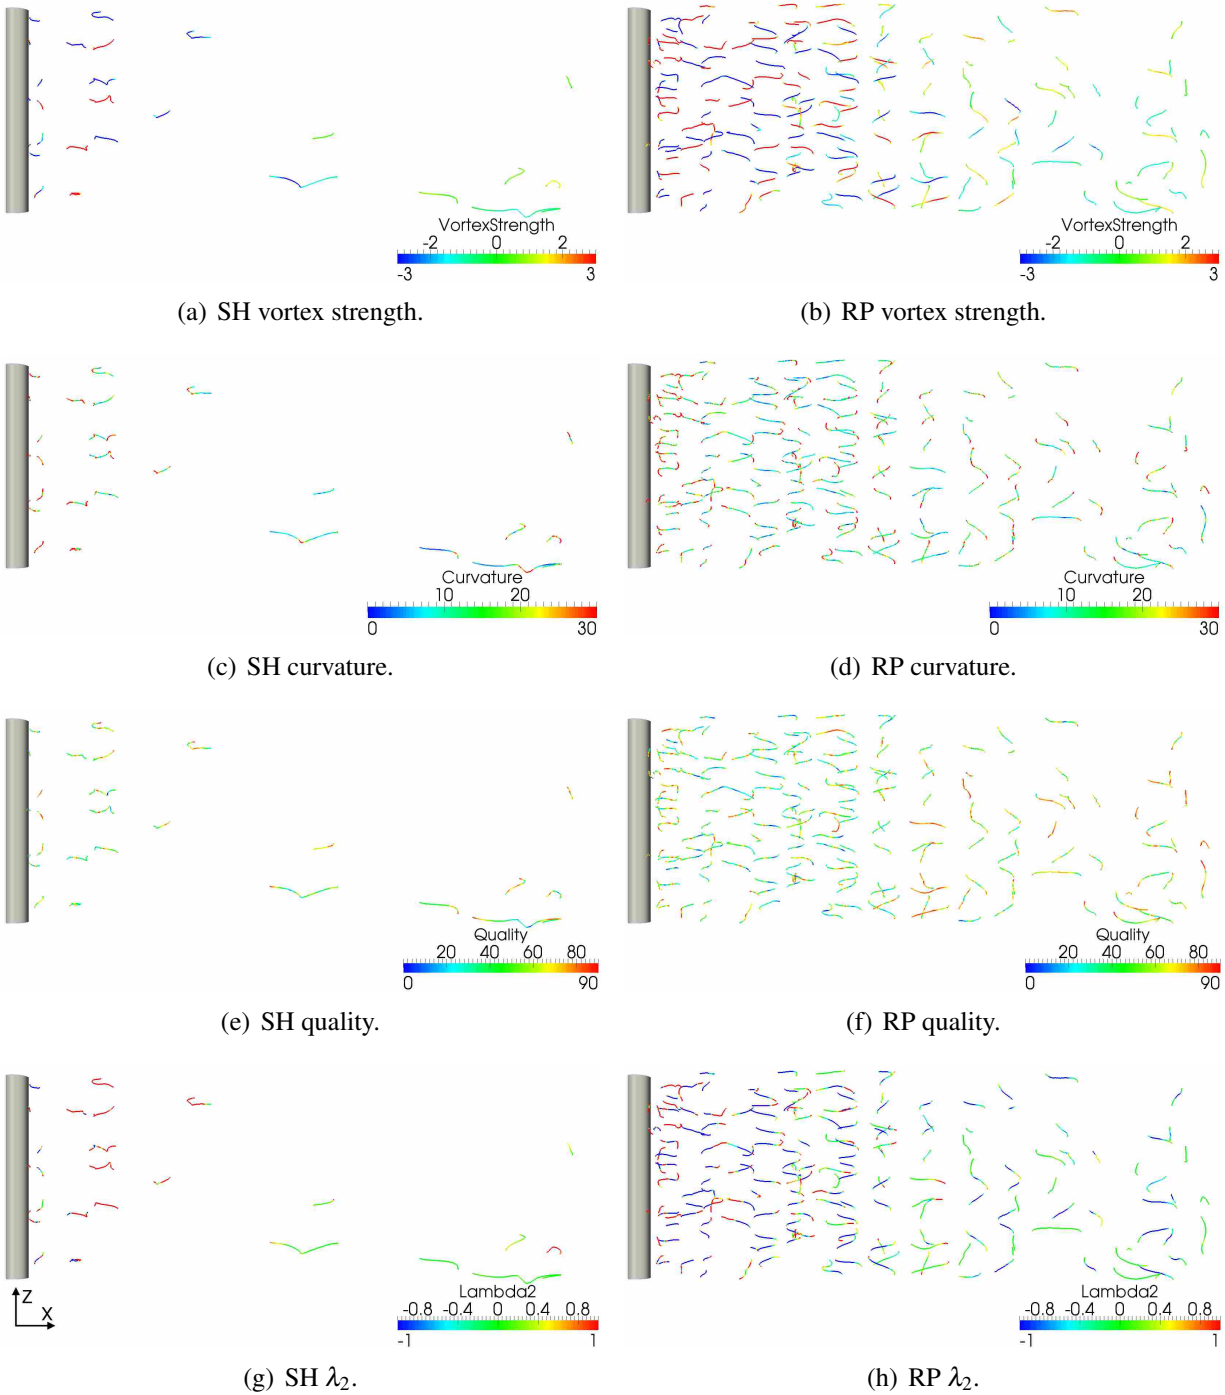 VortexStrength
-2 0 2
-3 3
(a) SH vortex strength.
VortexStrength
-2 0 2
-3 3
(b) RP vortex strength.
Curvature
10 20
0 30
(c) SH curvature.
Curvature
10 20
0 30
(d) RP curvature.
Quality
20 40 60 80
0 90
(e) SH quality.
Quality
20 40 60 80
0 90
(f) RP quality.
Z
X
Lambda2
-0.8 -0.4 0 0.4 0.8
-1 1
(g) SH λ₂.
Lambda2
-0.8 -0.4 0 0.4 0.8
-1 1
(h) RP λ₂.